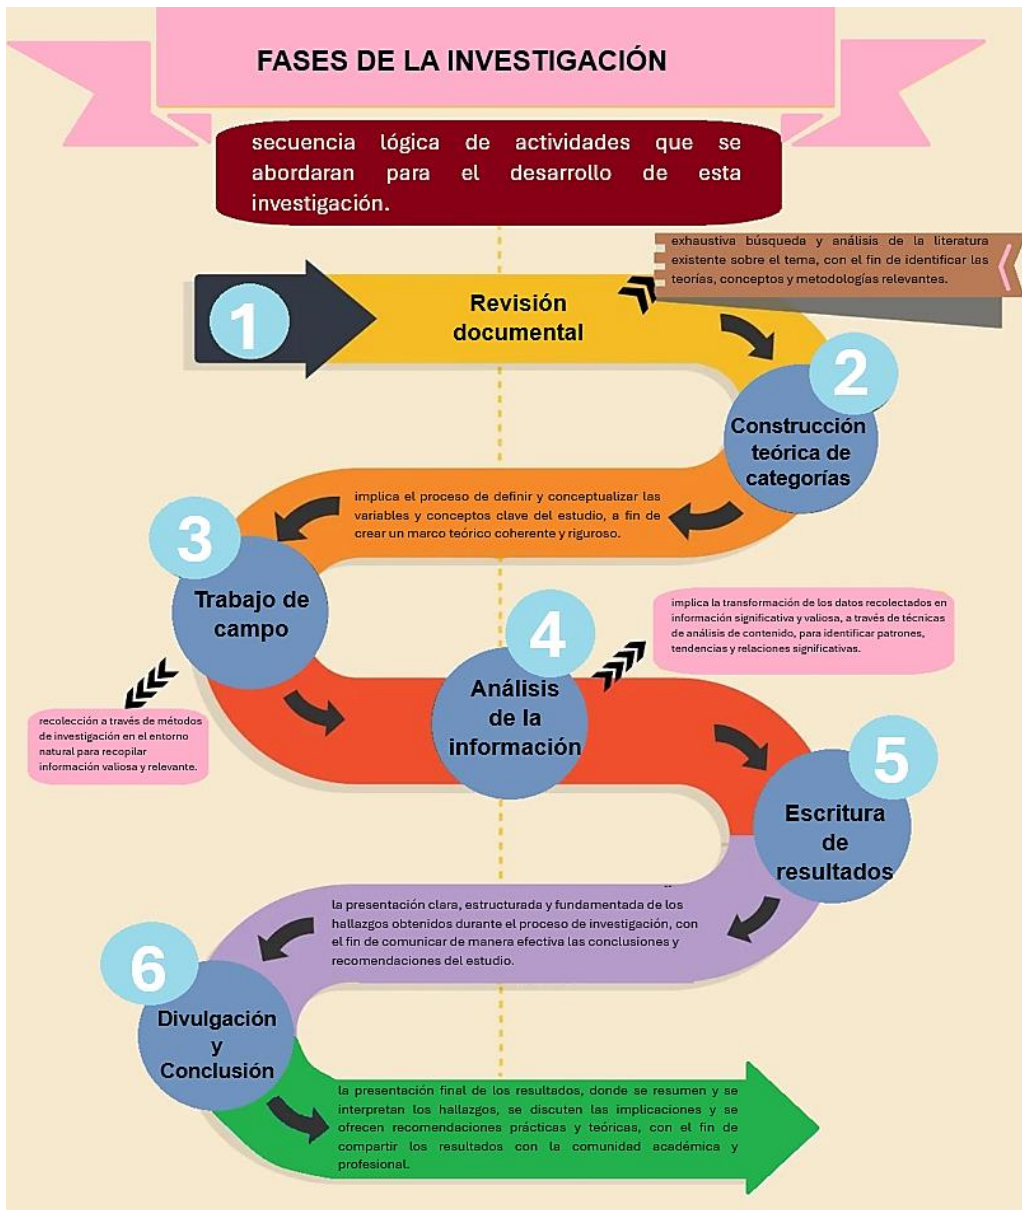 FASES DE LA INVESTIGACIÓN
secuencia lógica de actividades que se
abordaran para el desarrollo de esta
investigación.
exhaustiva búsqueda y análisis de la literatura
existente sobre el tema, con el fin de identificar las
teorías, conceptos y metodologías relevantes.
1
Revisión
documental
2
Construcción
teórica de
categorías
implica el proceso de definir y conceptualizar las
variables y conceptos clave del estudio, a fin de
crear un marco teórico coherente y riguroso.
3
Trabajo de
campo
recolección a través de métodos
de investigación en el entorno
natural para recopilar
información valiosa y relevante.
4
Análisis
de la
información
implica la transformación de los datos recolectados en
información significativa y valiosa, a través de técnicas
de análisis de contenido, para identificar patrones,
tendencias y relaciones significativas.
5
Escritura
de
resultados
la presentación clara, estructurada y fundamentada de los
hallazgos obtenidos durante el proceso de investigación, con
el fin de comunicar de manera efectiva las conclusiones y
recomendaciones del estudio.
6
Divulgación
y
Conclusión
la presentación final de los resultados, donde se resumen y se
interpretan los hallazgos, se discuten las implicaciones y se
ofrecen recomendaciones prácticas y teóricas, con el fin de
compartir los resultados con la comunidad académica y
profesional.